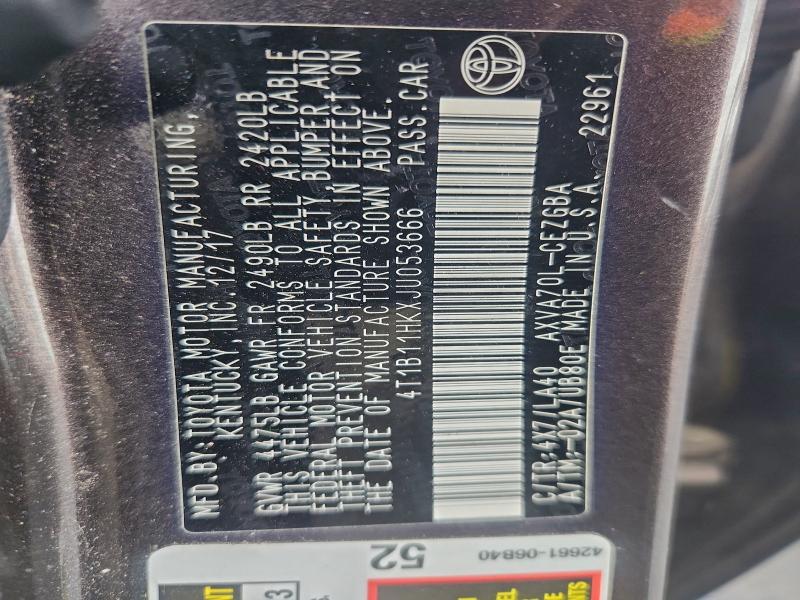 MFD.BY:TOYOTA MOTOR MANUFACTURING,
KENTUCKY, INC. 12/17
GVWR 4475LB GAWR FR 2490LB RR 2420LB
THIS VEHICLE CONFORMS TO ALL APPLICABLE
FEDERAL MOTOR VEHICLE SAFETY, BUMPER, AND
THEFT PREVENTION STANDARDS IN EFFECT ON
THE DATE OF MANUFACTURE SHOWN ABOVE.
4T1B11HKXJU053666 PASS.CAR
C/TR:4X7/LA40 AXVA70L-CEZGBA
A/TM:-02A/UB80E MADE IN U.S.A. 22961
52
42661-06B40